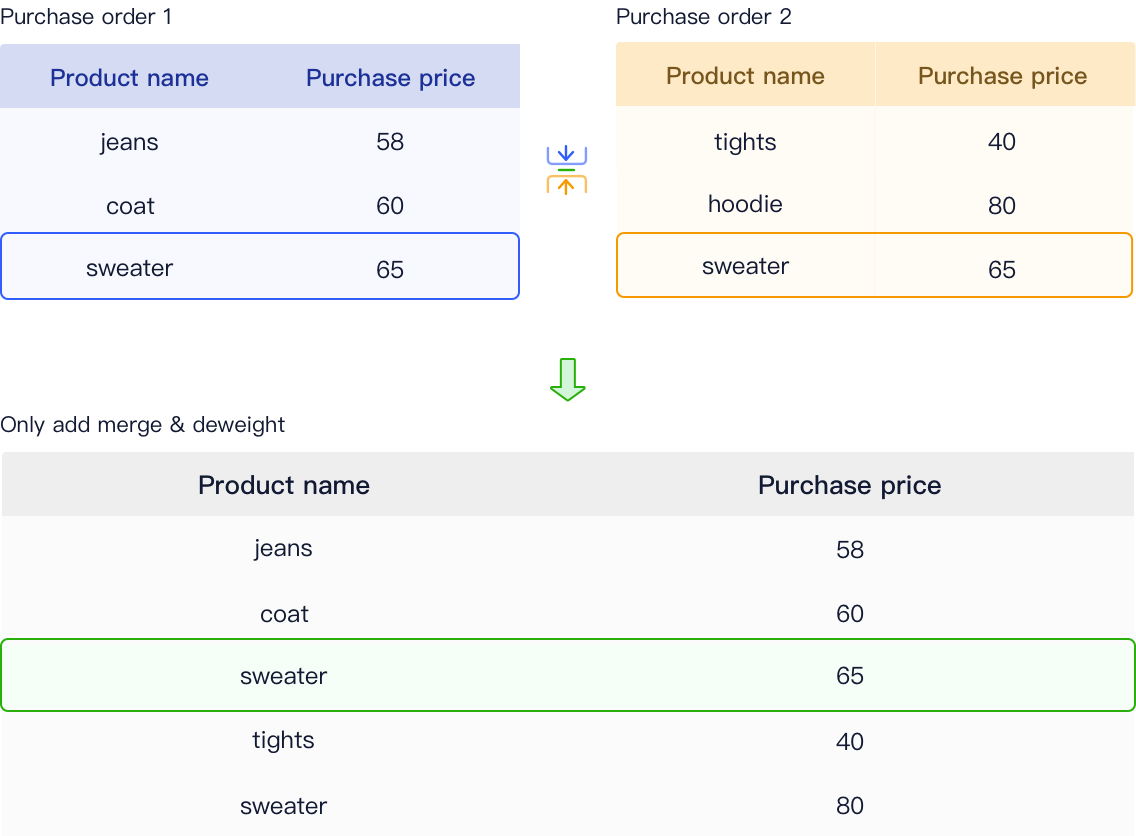 Purchase order 1
Product name Purchase price
jeans 58
coat 60
sweater 65
Purchase order 2
Product name Purchase price
tights 40
hoodie 80
sweater 65
Only add merge & deweight
Product name Purchase price
jeans 58
coat 60
sweater 65
tights 40
sweater 80